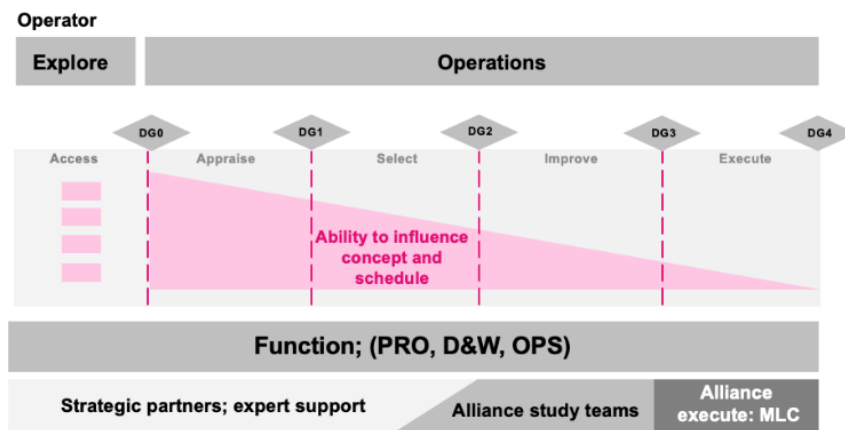 Operator
Explore
Operations
DG0
DG1
DG2
DG3
DG4
Access
Appraise
Select
Improve
Execute
Ability to influence
concept and
schedule
Function; (PRO, D&W, OPS)
Strategic partners; expert support
Alliance study teams
Alliance
execute: MLC